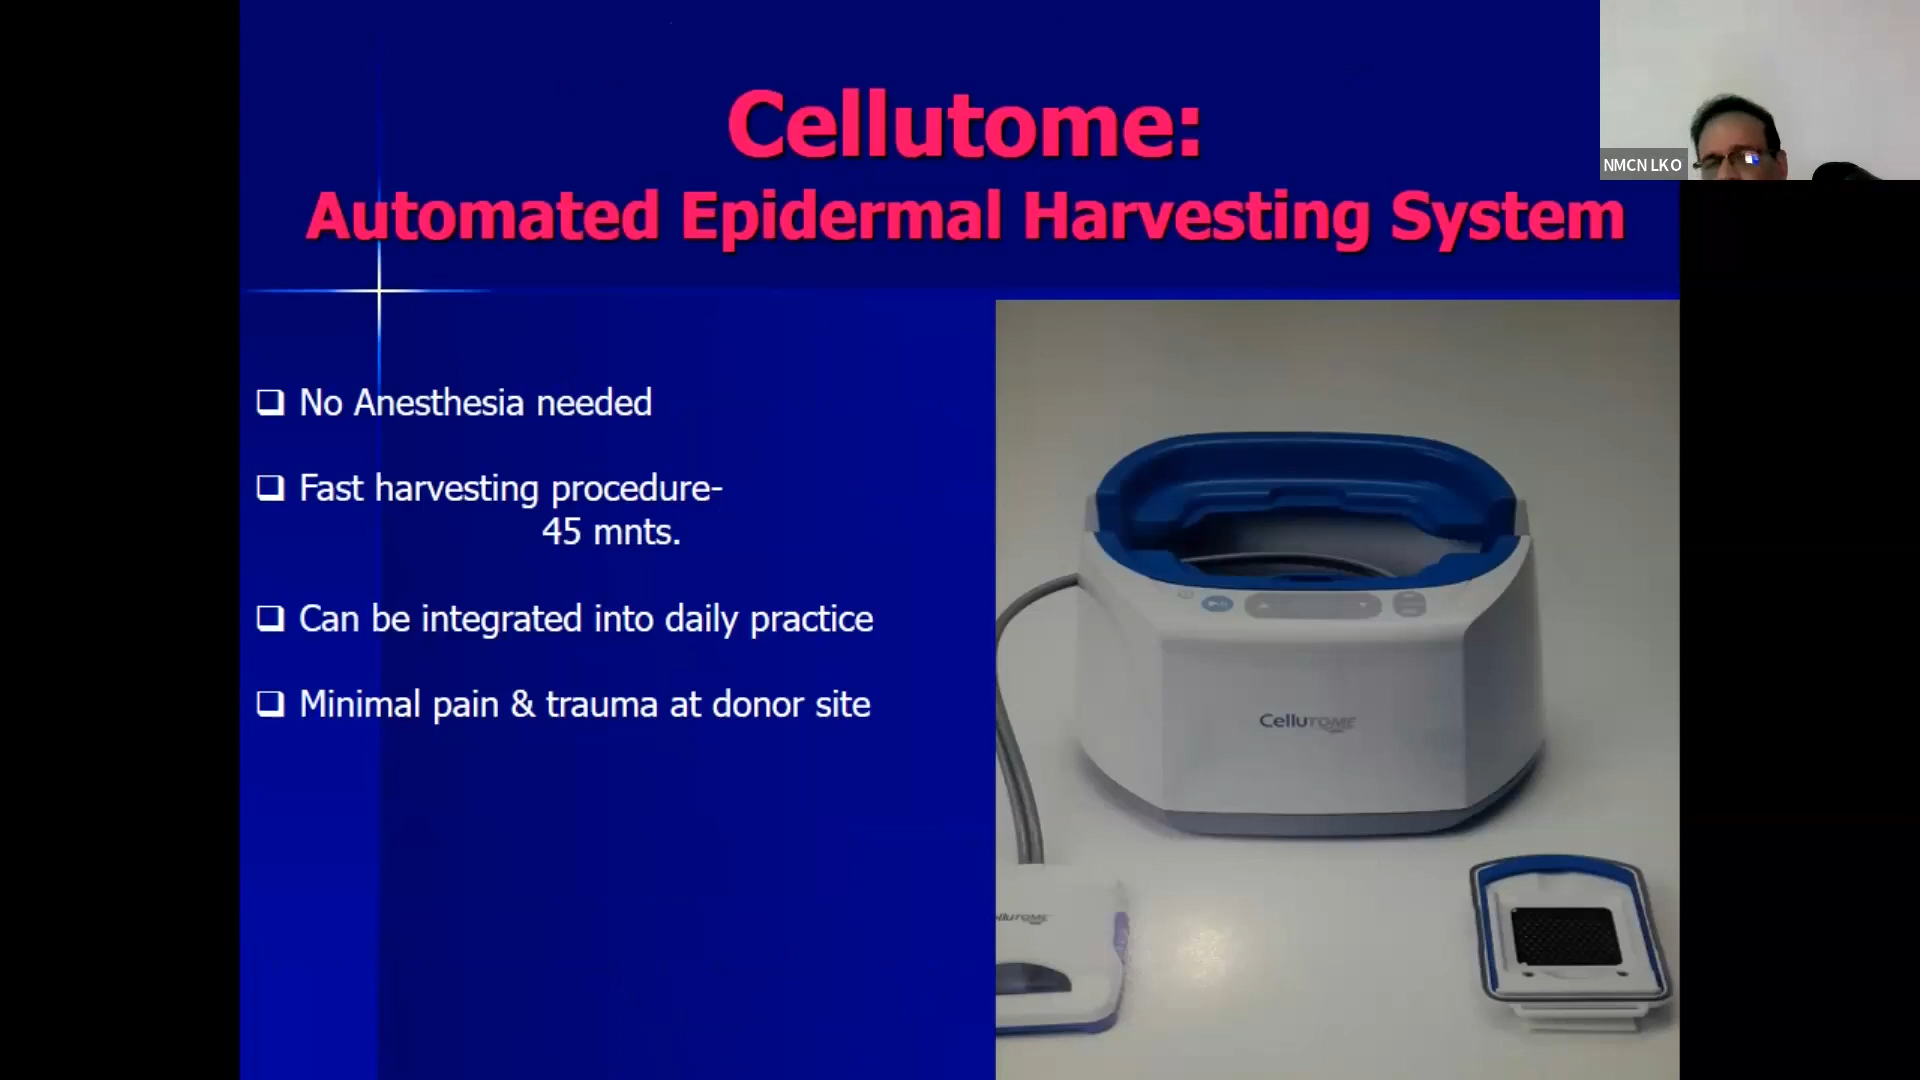 Cellutome:
Automated Epidermal Harvesting System
NMCN LKO
❑ No Anesthesia needed
❑ Fast harvesting procedure-
45 mnts.
❑ Can be integrated into daily practice
❑ Minimal pain & trauma at donor site
CelluTOME